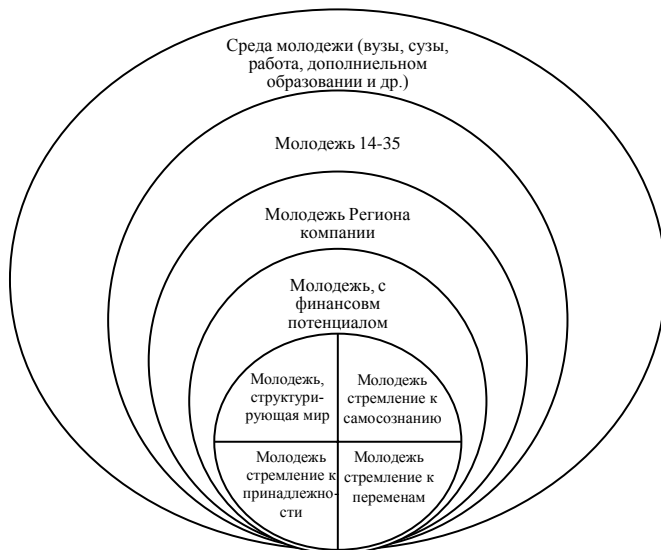 Среда молодежи (вузы, сузы,
работа, дополниельном
образовании и др.)
Молодежь 14-35
Молодежь Региона
компании
Молодежь, с
финансовм
потенциалом
Молодежь,
структури-
рующая мир
Молодежь
стремление к
самосознанию
Молодежь
стремление к
принадлежно-
сти
Молодежь
стремление к
переменам